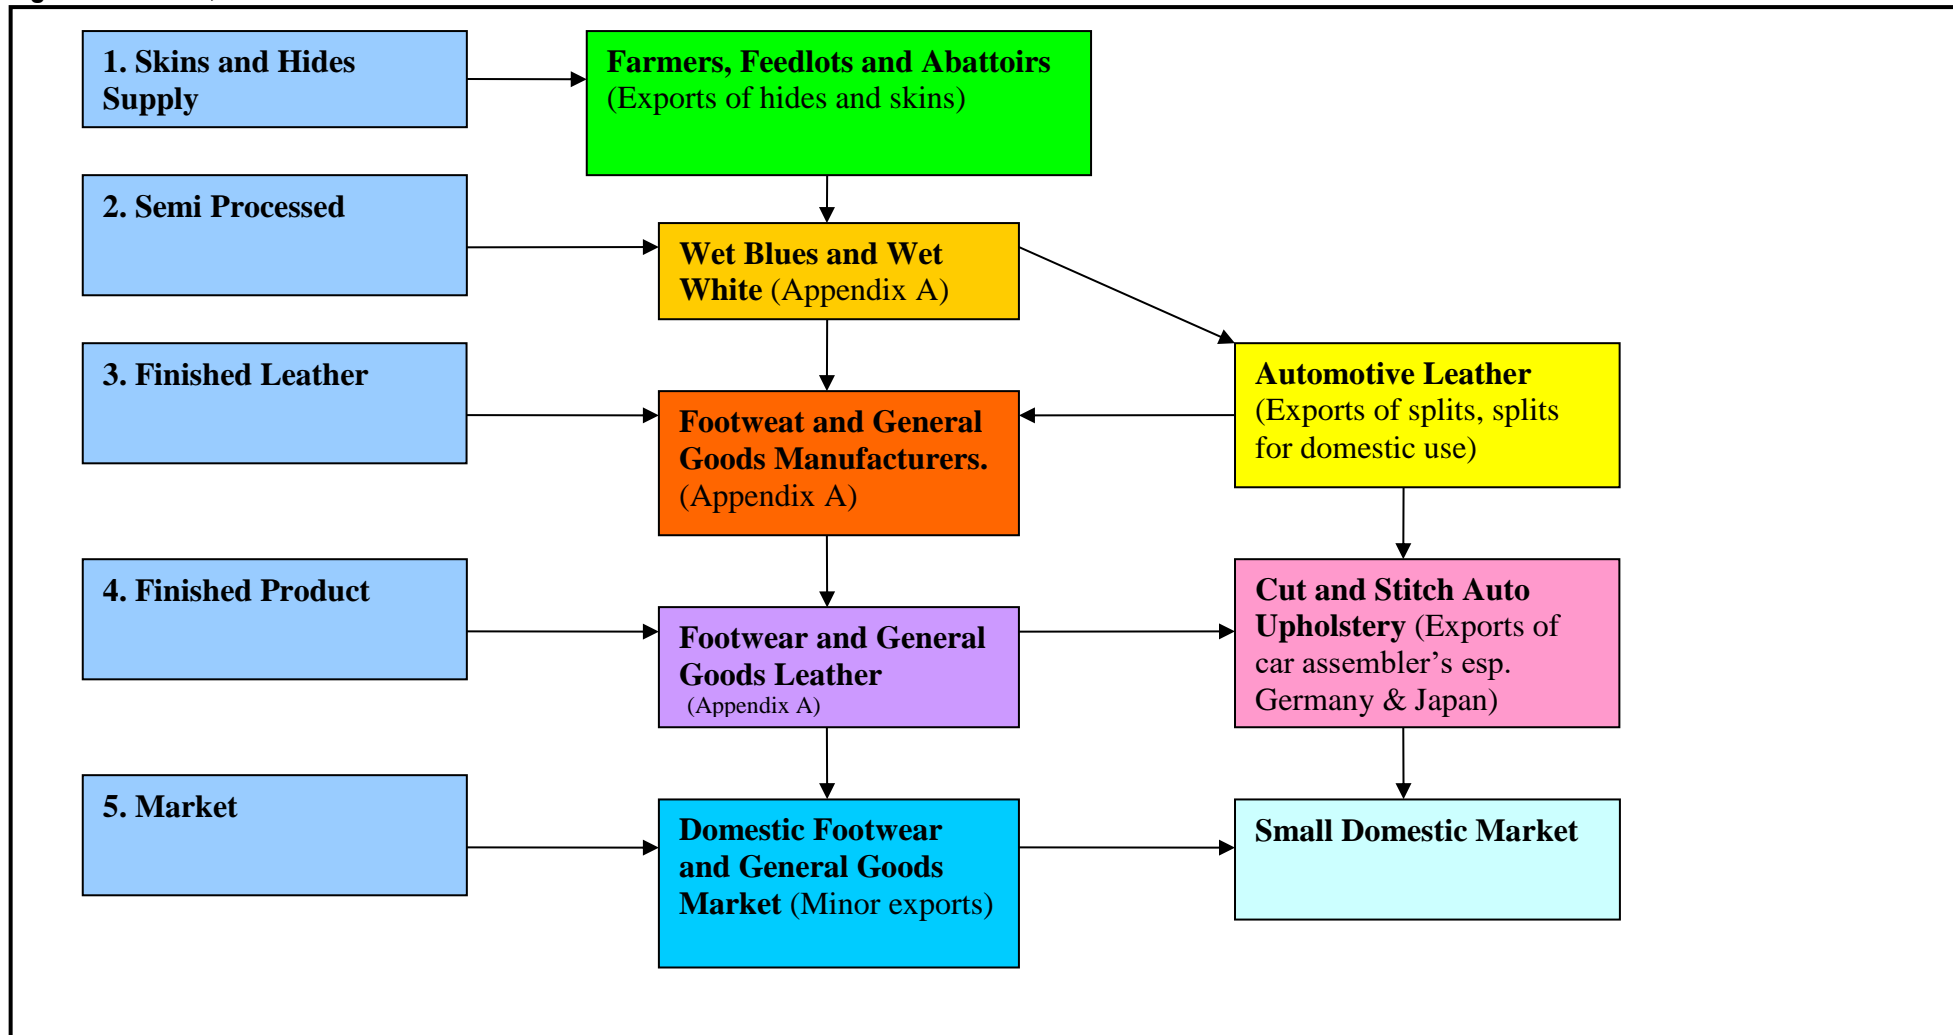 1. Skins and Hides
Supply
Farmers, Feedlots and Abattoirs
(Exports of hides and skins)
2. Semi Processed
Wet Blues and Wet
White (Appendix A)
3. Finished Leather
Automotive Leather
(Exports of splits, splits
for domestic use)
Footweat and General
Goods Manufacturers.
(Appendix A)
4. Finished Product
Footwear and General
Goods Leather
(Appendix A)
Cut and Stitch Auto
Upholstery (Exports of
car assembler’s esp.
Germany & Japan)
5. Market
Domestic Footwear
and General Goods
Market (Minor exports)
Small Domestic Market